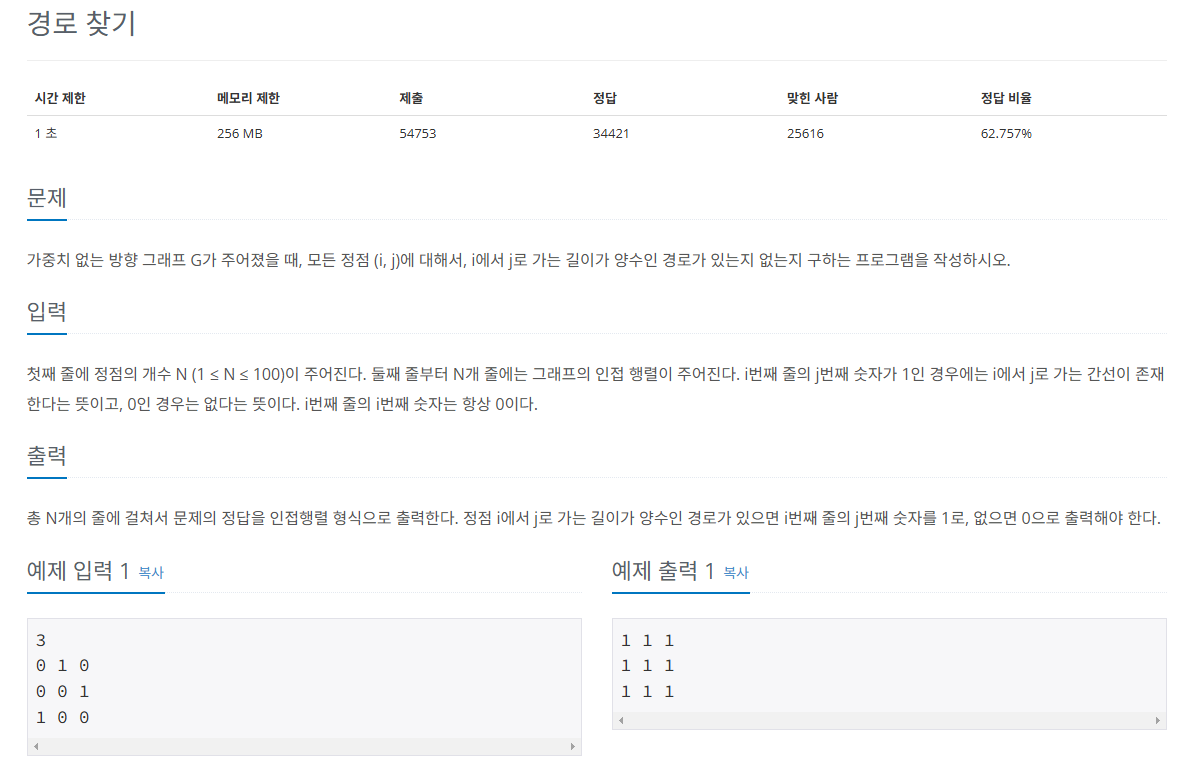 경로 찾기
시간 제한 메모리 제한 제출 정답 맞힌 사람 정답 비율
1 초 256 MB 54753 34421 25616 62.757%
문제
가중치 없는 방향 그래프 G가 주어졌을 때, 모든 정점 (i, j)에 대해서, i에서 j로 가는 길이가 양수인 경로가 있는지 없는지 구하는 프로그램을 작성하시오.
입력
첫째 줄에 정점의 개수 N (1 ≤ N ≤ 100)이 주어진다. 둘째 줄부터 N개 줄에는 그래프의 인접 행렬이 주어진다. i번째 줄의 j번째 숫자가 1인 경우에는 i에서 j로 가는 간선이 존재
한다는 뜻이고, 0인 경우는 없다는 뜻이다. i번째 줄의 i번째 숫자는 항상 0이다.
출력
총 N개의 줄에 걸쳐서 문제의 정답을 인접행렬 형식으로 출력한다. 정점 i에서 j로 가는 길이가 양수인 경로가 있으면 i번째 줄의 j번째 숫자를 1로, 없으면 0으로 출력해야 한다.
예제 입력 1 복사
3
0 1 0
0 0 1
1 0 0
예제 출력 1 복사
1 1 1
1 1 1
1 1 1